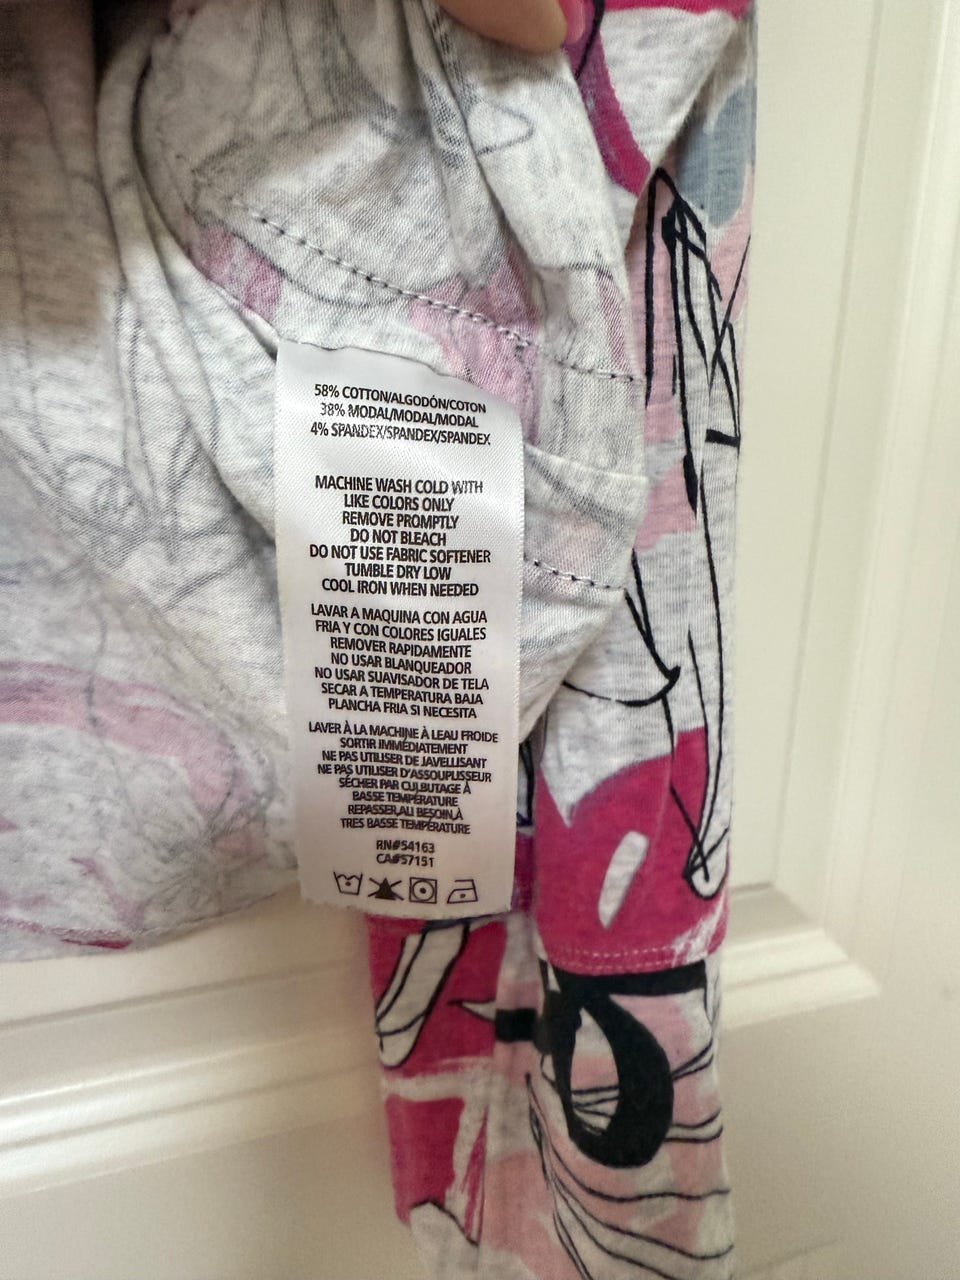 58% COTTON/ALGODÓN/COTON
38% MODAL/MODAL/MODAL
4% SPANDEX/SPANDEX/SPANDEX
MACHINE WASH COLD WITH
LIKE COLORS ONLY
REMOVE PROMPTLY
DO NOT BLEACH
DO NOT USE FABRIC SOFTENER
TUMBLE DRY LOW
COOL IRON WHEN NEEDED
LAVAR A MAQUINA CON AGUA
FRIA Y CON COLORES IGUALES
REMOVER RAPIDAMENTE
NO USAR BLANQUEADOR
NO USAR SUAVISADOR DE TELA
SECAR A TEMPERATURA BAJA
PLANCHA FRIA SI NECESITA
LAVER À LA MACHINE À LEAU FROIDE
SORTIR IMMÉDIATEMENT
NE PAS UTILISER DE JAVELLISANT
NE PAS UTILISER D'ASSOUPLISSEUR
SÉCHER PAR CULBUTAGE À
BASSE TEMPÉRATURE
REPASSER,AU BESOIN,À
TRES BASSE TEMPÉRATURE
RN#54163
CA#57151